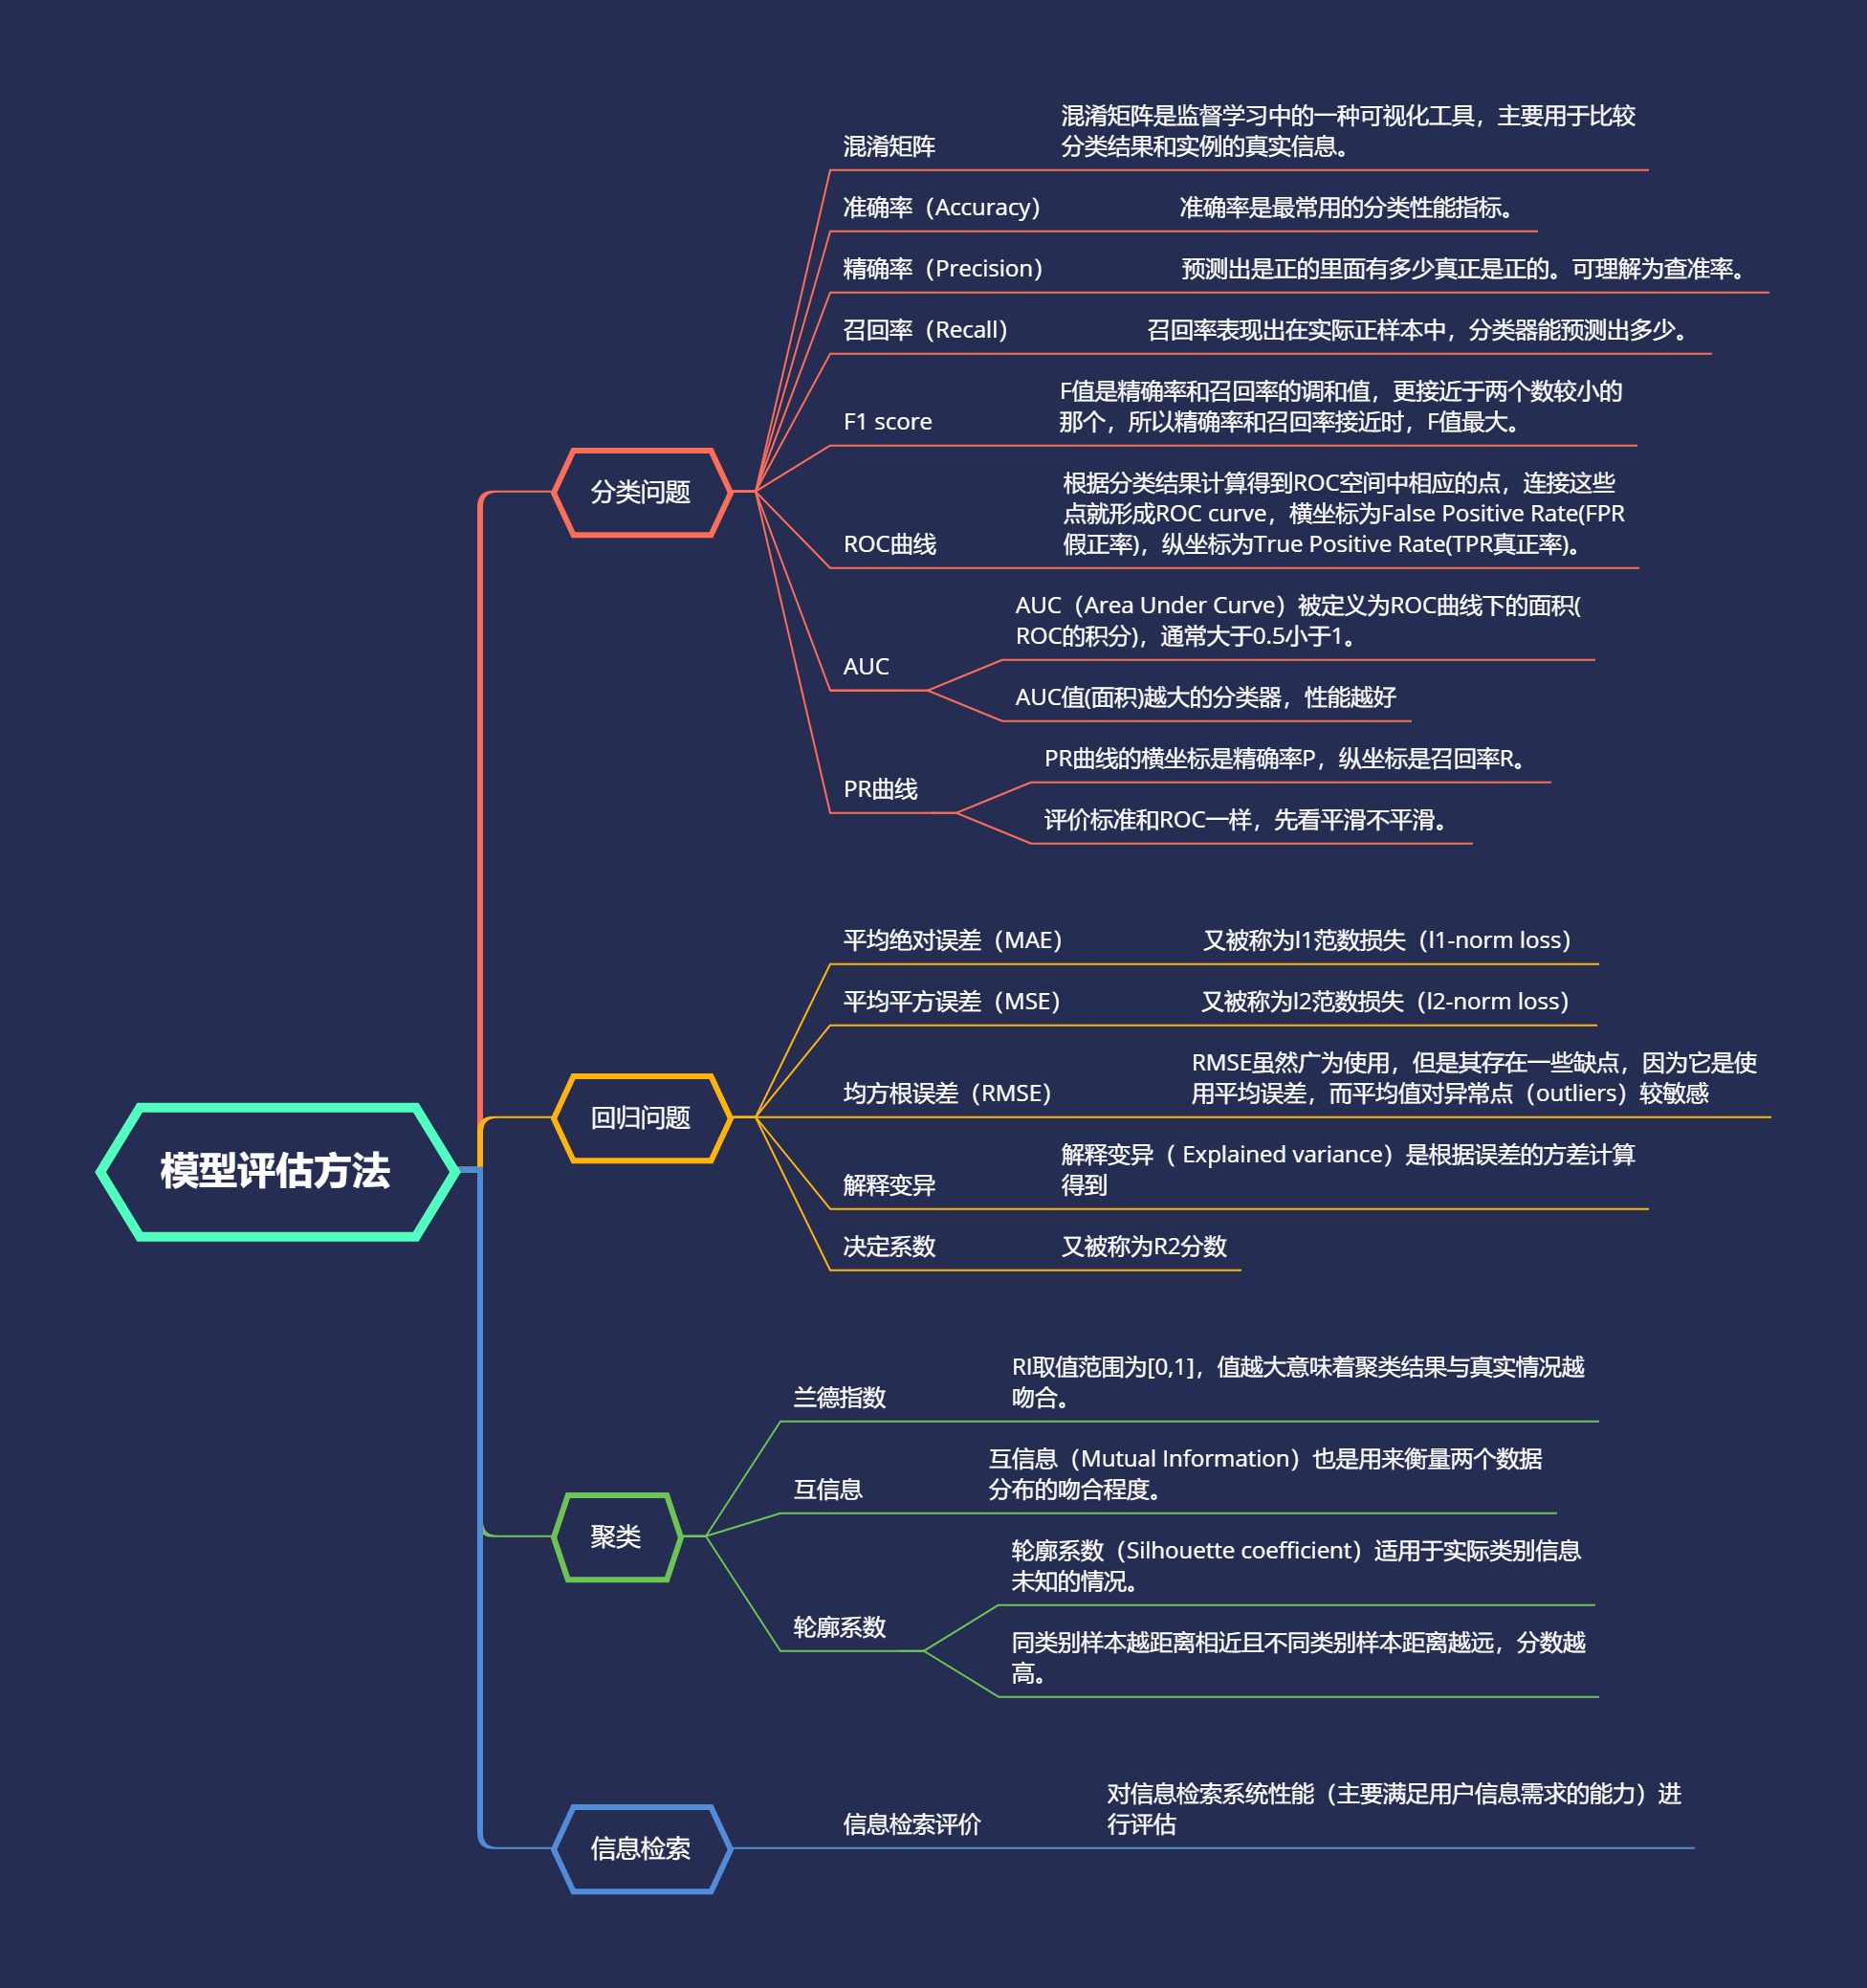 模型评估方法
分类问题
混淆矩阵
混淆矩阵是监督学习中的一种可视化工具，主要用于比较
分类结果和实例的真实信息。
准确率（Accuracy）
准确率是最常用的分类性能指标。
精确率（Precision）
预测出是正的里面有多少真正是正的。可理解为查准率。
召回率（Recall）
召回率表现出在实际正样本中，分类器能预测出多少。
F1 score
F值是精确率和召回率的调和值，更接近于两个数较小的
那个，所以精确率和召回率接近时，F值最大。
ROC曲线
根据分类结果计算得到ROC空间中相应的点，连接这些
点就形成ROC curve，横坐标为False Positive Rate(FPR
假正率)，纵坐标为True Positive Rate(TPR真正率)。
AUC
AUC（Area Under Curve）被定义为ROC曲线下的面积(
ROC的积分)，通常大于0.5小于1。
AUC值(面积)越大的分类器，性能越好
PR曲线
PR曲线的横坐标是精确率P，纵坐标是召回率R。
评价标准和ROC一样，先看平滑不平滑。
回归问题
平均绝对误差（MAE）
又被称为l1范数损失（l1-norm loss）
平均平方误差（MSE）
又被称为l2范数损失（l2-norm loss）
均方根误差（RMSE）
RMSE虽然广为使用，但是其存在一些缺点，因为它是使
用平均误差，而平均值对异常点（outliers）较敏感
解释变异
解释变异（ Explained variance）是根据误差的方差计算
得到
决定系数
又被称为R2分数
聚类
兰德指数
RI取值范围为[0,1]，值越大意味着聚类结果与真实情况越
吻合。
互信息
互信息（Mutual Information）也是用来衡量两个数据
分布的吻合程度。
轮廓系数
轮廓系数（Silhouette coefficient）适用于实际类别信息
未知的情况。
同类别样本越距离相近且不同类别样本距离越远，分数越
高。
信息检索
信息检索评价
对信息检索系统性能（主要满足用户信息需求的能力）进
行评估